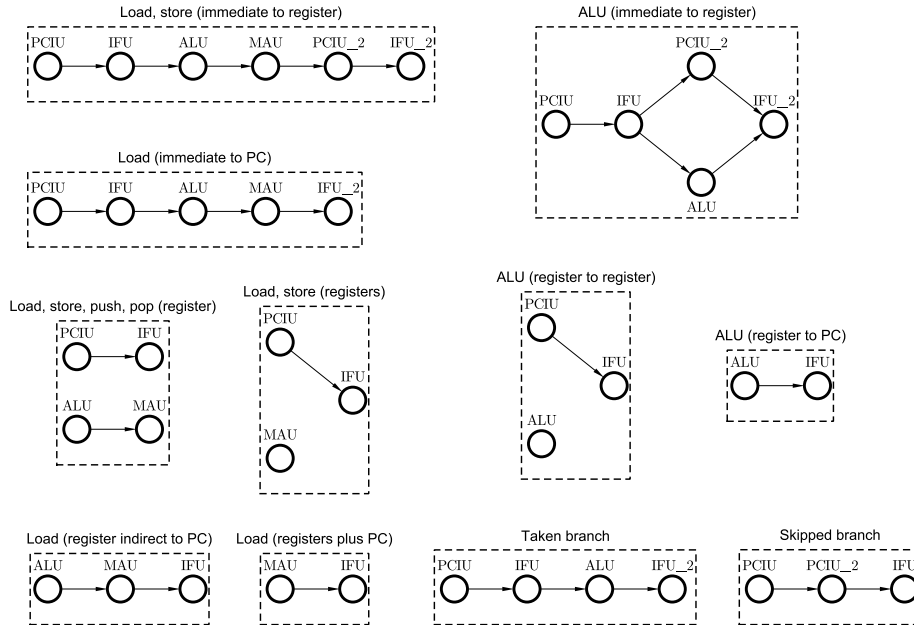 Load, store (immediate to register)
PCIU IFU ALU MAU PCIU_2 IFU_2
ALU (immediate to register)
PCIU_2
PCIU IFU IFU_2
ALU
Load (immediate to PC)
PCIU IFU ALU MAU IFU_2
Load, store, push, pop (register)
PCIU IFU
ALU MAU
Load, store (registers)
PCIU
IFU
MAU
ALU (register to register)
PCIU
IFU
ALU
ALU (register to PC)
ALU IFU
Load (register indirect to PC)
ALU MAU IFU
Load (registers plus PC)
MAU IFU
Taken branch
PCIU IFU ALU IFU_2
Skipped branch
PCIU PCIU_2 IFU